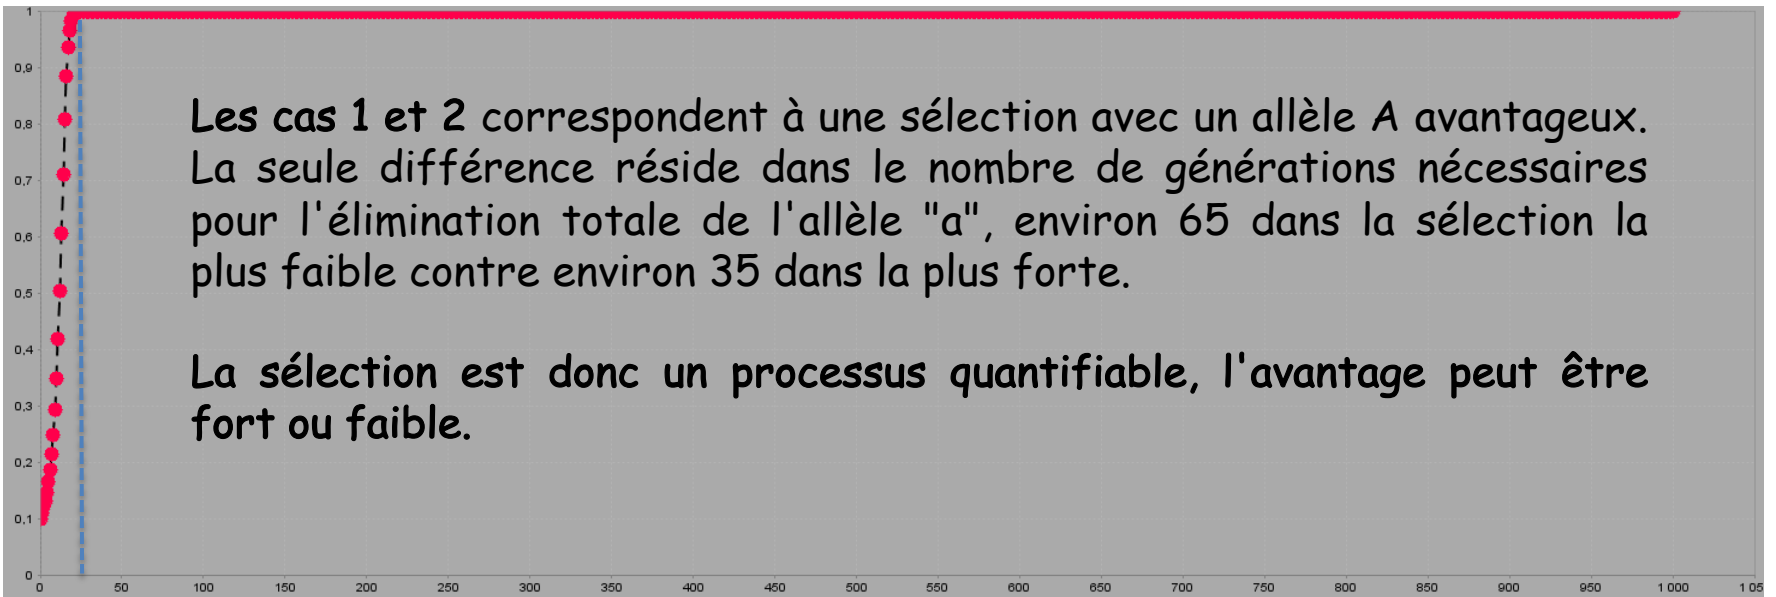 1
0,9
0,8
0,7
0,6
0,5
0,4
0,3
0,2
0,1
0
Les cas 1 et 2 correspondent à une sélection avec un allèle A avantageux.
La seule différence réside dans le nombre de générations nécessaires
pour l'élimination totale de l'allèle "a", environ 65 dans la sélection la
plus faible contre environ 35 dans la plus forte.
La sélection est donc un processus quantifiable, l'avantage peut être
fort ou faible.
0 50 100 150 200 250 300 350 400 450 500 550 600 650 700 750 800 850 900 950 1 000 1 05